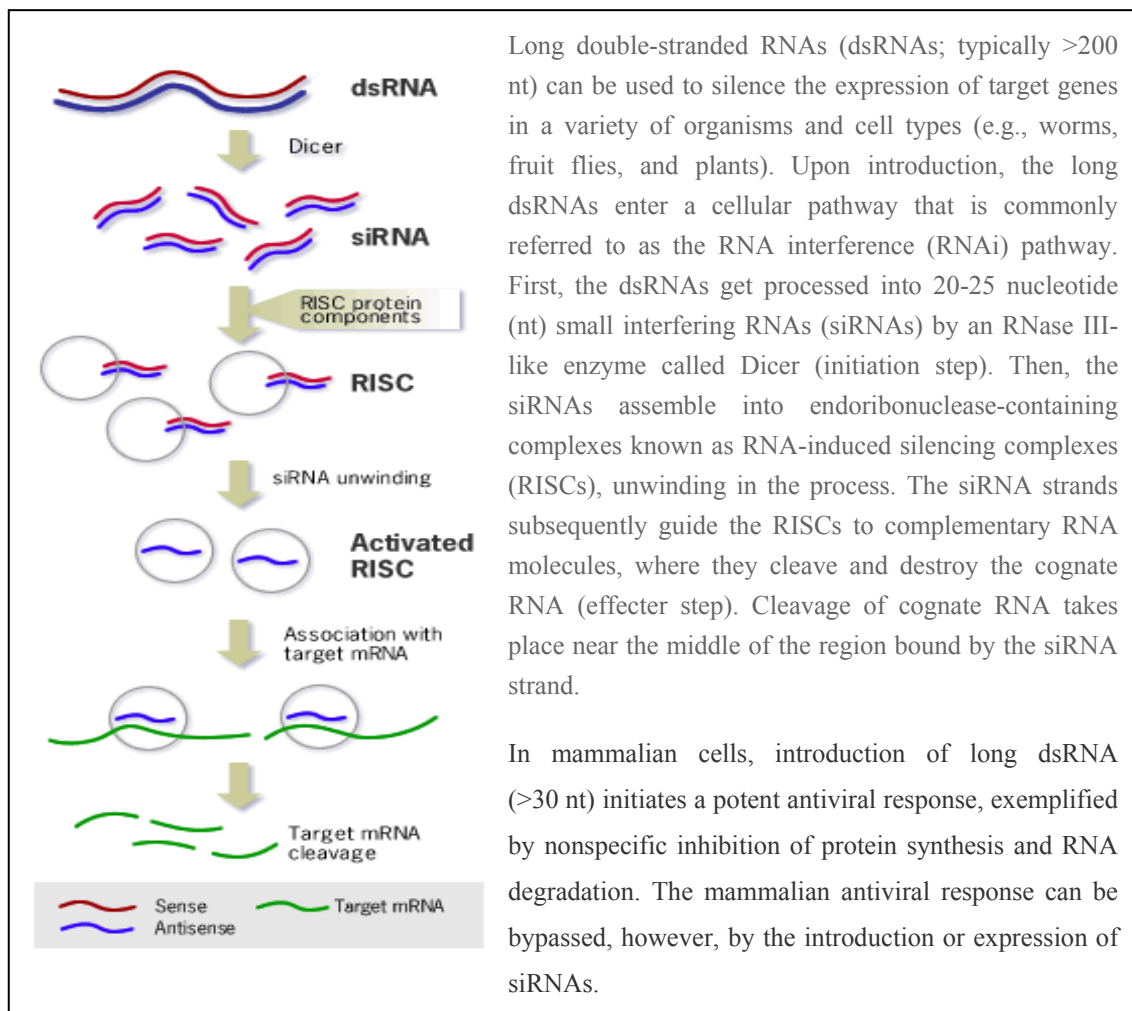 dsRNA
Dicer
siRNA
RISC protein
components
RISC
siRNA unwinding
Activated
RISC
Association with
target mRNA
Target mRNA
cleavage
Sense
Antisense
Target mRNA
Long double-stranded RNAs (dsRNAs; typically >200
nt) can be used to silence the expression of target genes
in a variety of organisms and cell types (e.g., worms,
fruit flies, and plants). Upon introduction, the long
dsRNAs enter a cellular pathway that is commonly
referred to as the RNA interference (RNAi) pathway.
First, the dsRNAs get processed into 20-25 nucleotide
(nt) small interfering RNAs (siRNAs) by an RNase III-
like enzyme called Dicer (initiation step). Then, the
siRNAs assemble into endoribonuclease-containing
complexes known as RNA-induced silencing complexes
(RISCs), unwinding in the process. The siRNA strands
subsequently guide the RISCs to complementary RNA
molecules, where they cleave and destroy the cognate
RNA (effecter step). Cleavage of cognate RNA takes
place near the middle of the region bound by the siRNA
strand.
In mammalian cells, introduction of long dsRNA
(>30 nt) initiates a potent antiviral response, exemplified
by nonspecific inhibition of protein synthesis and RNA
degradation. The mammalian antiviral response can be
bypassed, however, by the introduction or expression of
siRNAs.